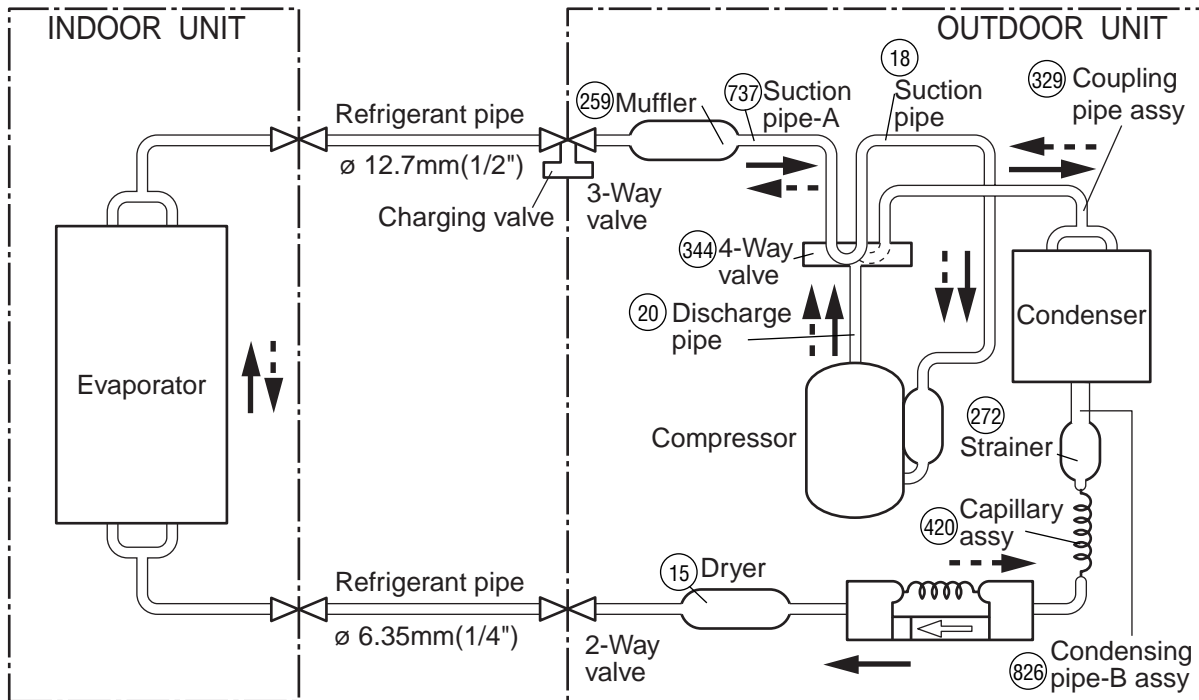 INDOOR UNIT
OUTDOOR UNIT
Refrigerant pipe
ø 12.7mm(1/2")
Charging valve
3-Way
valve
259 Muffler
737 Suction
pipe-A
18
Suction
pipe
329 Coupling
pipe assy
344 4-Way
valve
20 Discharge
pipe
Condenser
Evaporator
Compressor
272
Strainer
420 Capillary
assy
Refrigerant pipe
ø 6.35mm(1/4")
2-Way
valve
15 Dryer
826 Condensing
pipe-B assy